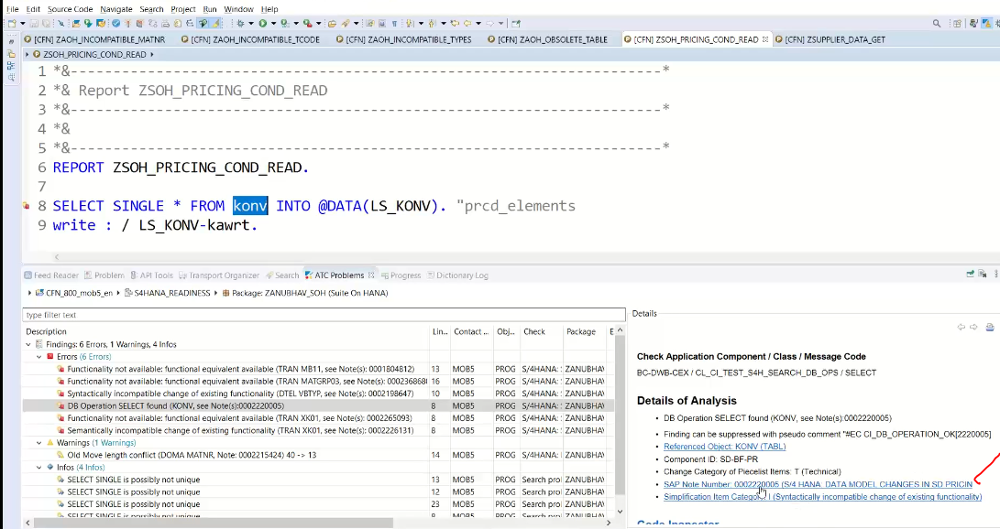 File Edit Source Code Navigate Search Project Run Window Help
[CFN] ZAOH_INCOMPATIBLE_MATNR [CFN] ZAOH_INCOMPATIBLE_TCODE [CFN] ZAOH_INCOMPATIBLE_TYPES [CFN] ZAOH_OBSOLETE_TABLE [CFN] ZSOH_PRICING_COND_READ [CFN] ZSUPPLIER_DATA_GET
ZSOH_PRICING_COND_READ
1 *&---------------------------------------------------------------------*
2 *& Report ZSOH_PRICING_COND_READ
3 *&---------------------------------------------------------------------*
4 *&
5 *&---------------------------------------------------------------------*
6 REPORT ZSOH_PRICING_COND_READ.
7
8 SELECT SINGLE * FROM konv INTO @DATA(LS_KONV). "prcd_elements
9 write : / LS_KONV-kawrt.
Feed Reader Problem API Tools Transport Organizer Search ATC Problems Progress Dictionary Log
CFN_800_mob5_en S4HANA_READINESS Package: ZANUBHAV_SOH (Suite On HANA)
type filter text
Description Lin... Contact ... Obj... Check Package E
Findings: 6 Errors, 1 Warnings, 4 Infos
Errors (6 Errors)
Functionality not available: functional equivalent available (TRAN MB11, see Note(s): 0001804812) 13 MOB5 PROG S/4HANA: ZANUBHAV
Functionality not available: functional equivalent available (TRAN MATGRP03, see Note(s): 000236868 16 MOB5 PROG S/4HANA: ZANUBHAV
Syntactically incompatible change of existing functionality (DTEL VBTYP, see Note(s): 0002198647) 10 MOB5 PROG S/4HANA: ZANUBHAV
DB Operation SELECT found (KONV, see Note(s):0002220005) 8 MOB5 PROG S/4HANA: ZANUBHAV
Functionality not available: functional equivalent available (TRAN XK01, see Note(s): 0002265093) 8 MOB5 PROG S/4HANA: ZANUBHAV
Semantically incompatible change of existing functionality (TRAN XK01, see Note(s): 0002226131) 8 MOB5 PROG S/4HANA: ZANUBHAV
Warnings (1 Warnings)
Old Move length conflict (DOMA MATNR, Note: 0002215424) 40 -> 13 14 MOB5 PROG S/4HANA: ZANUBHAV
Infos (4 Infos)
SELECT SINGLE is possibly not unique 13 MOB5 PROG Search prol ZANUBHAV
SELECT SINGLE is possibly not unique 12 MOB5 PROG Search prol ZANUBHAV
SELECT SINGLE is possibly not unique 23 MOB5 PROG Search prol ZANUBHAV
SELECT SINGLE is possibly not unique 8 MOB5 PROG Search prol ZANUBHAV
Details
Check Application Component / Class / Message Code
BC-DWB-CEX / CL_CI_TEST_S4H_SEARCH_DB_OPS / SELECT
Details of Analysis
• DB Operation SELECT found (KONV, see Note(s):0002220005)
• Finding can be suppressed with pseudo comment "#EC CI_DB_OPERATION_OK[2220005]
• Referenced Object: KONV (TABL)
• Component ID: SD-BF-PR
• Change Category of Piecelist Items: T (Technical)
• SAP Note Number: 0002220005 (S/4 HANA: DATA MODEL CHANGES IN SD PRICIN
• Simplification Item Category: I (Syntactically incompatible change of existing functionality)
Code Inspector